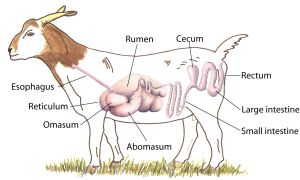 Rumen
Cecum
Esophagus
Rectum
Reticulum
Large intestine
Omasum
Small intestine
Abomasum